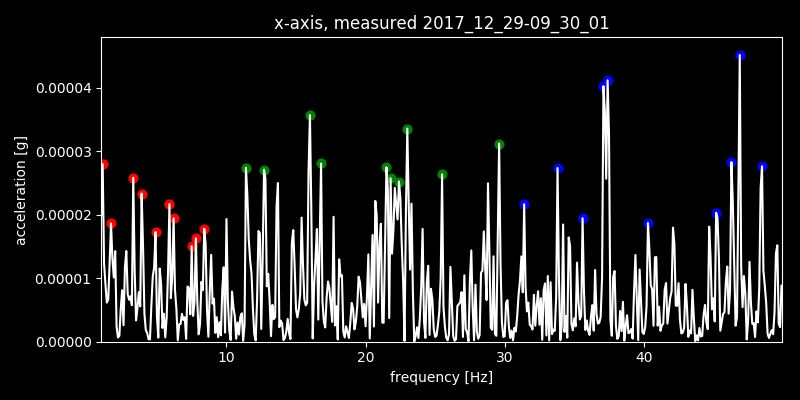 x-axis, measured 2017_12_29-09_30_01
0.00004
0.00003
0.00002
0.00001
0.00000
acceleration [g]
10 20 30 40
frequency [Hz]